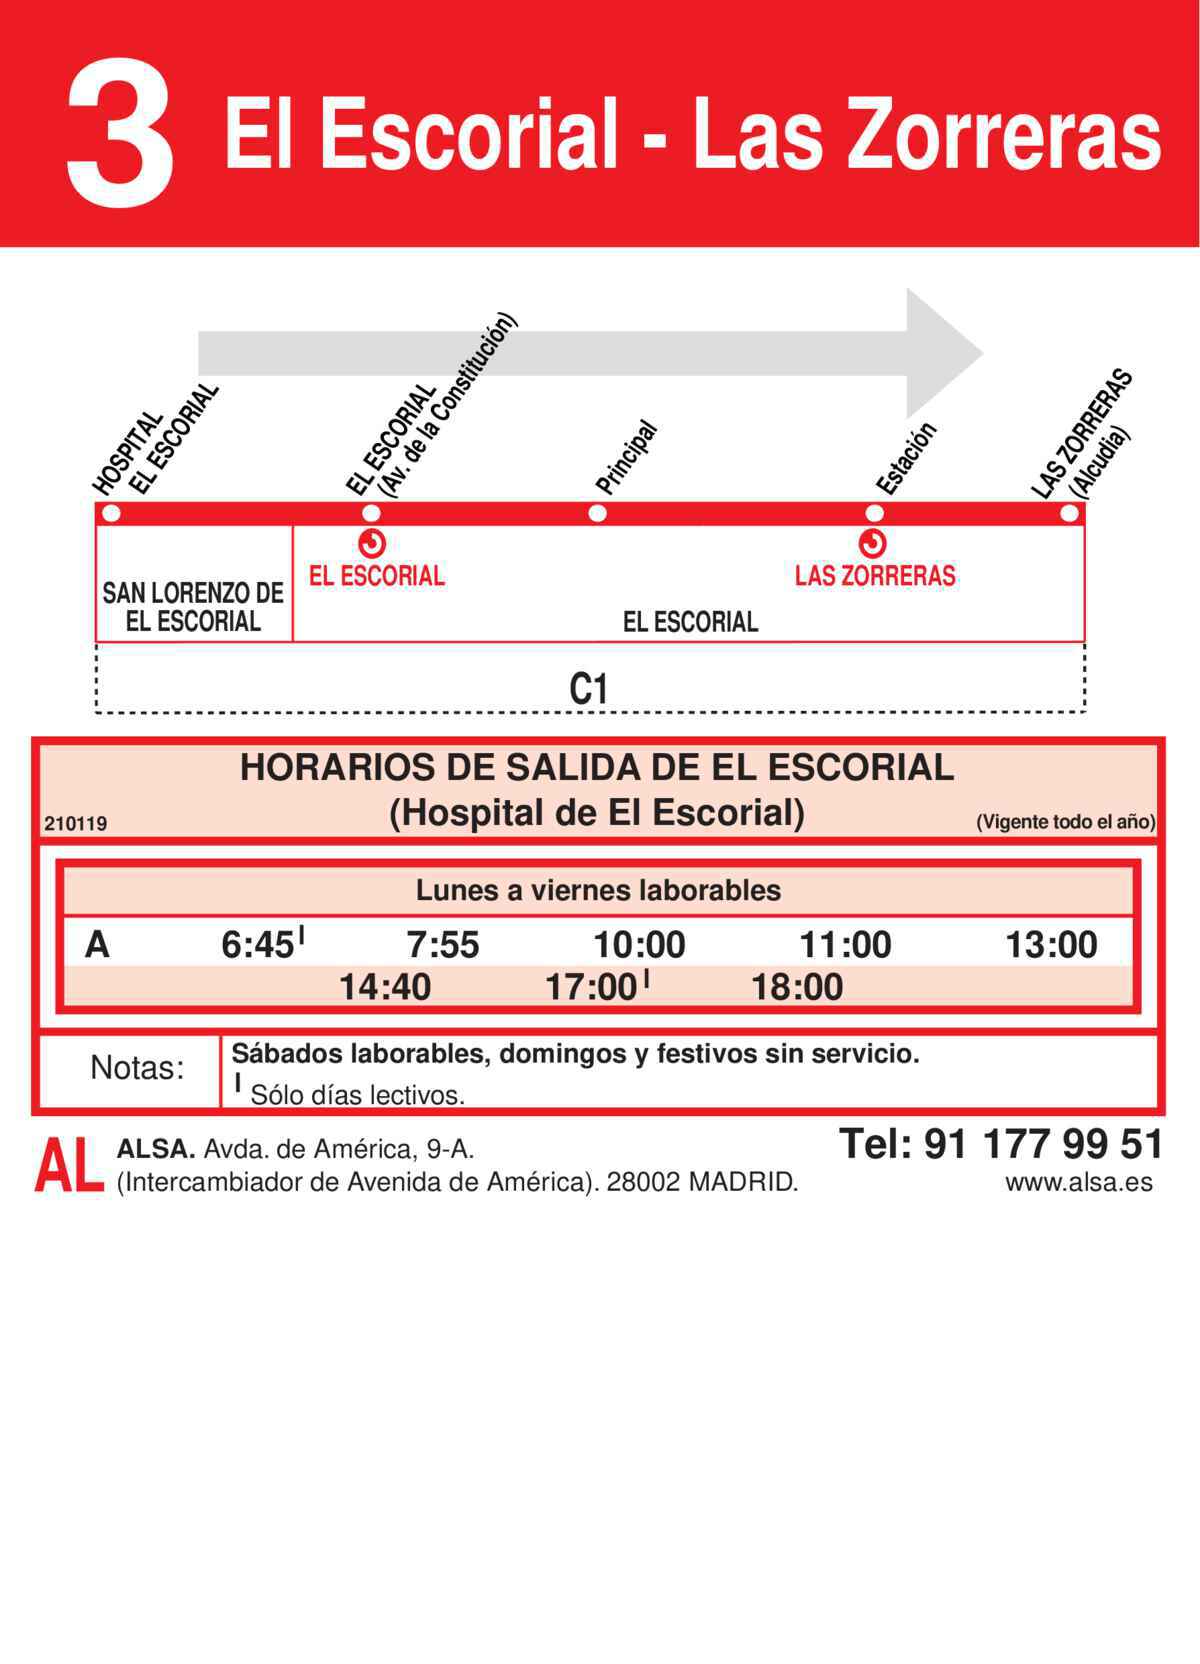 3 El Escorial - Las Zorreras
HOSPITAL
EL ESCORIAL
EL ESCORIAL
(Av. de la Constitución)
Principal
Estación
LAS ZORRERAS
(Alcudia)
EL ESCORIAL
LAS ZORRERAS
SAN LORENZO DE
EL ESCORIAL
EL ESCORIAL
C1
HORARIOS DE SALIDA DE EL ESCORIAL
(Hospital de El Escorial)
210119
(Vigente todo el año)
Lunes a viernes laborables
A 6:45ˡ 7:55 10:00 11:00 13:00
14:40 17:00ˡ 18:00
Notas:
Sábados laborables, domingos y festivos sin servicio.
ˡ Sólo días lectivos.
AL
ALSA. Avda. de América, 9-A.
(Intercambiador de Avenida de América). 28002 MADRID.
Tel: 91 177 99 51
www.alsa.es